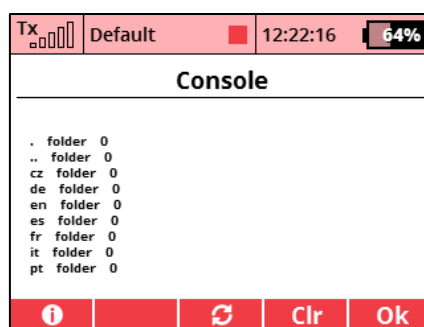 Tx Default 12:22:16 64%
Console
. folder 0
.. folder 0
cz folder 0
de folder 0
en folder 0
es folder 0
fr folder 0
it folder 0
pt folder 0
Clr Ok